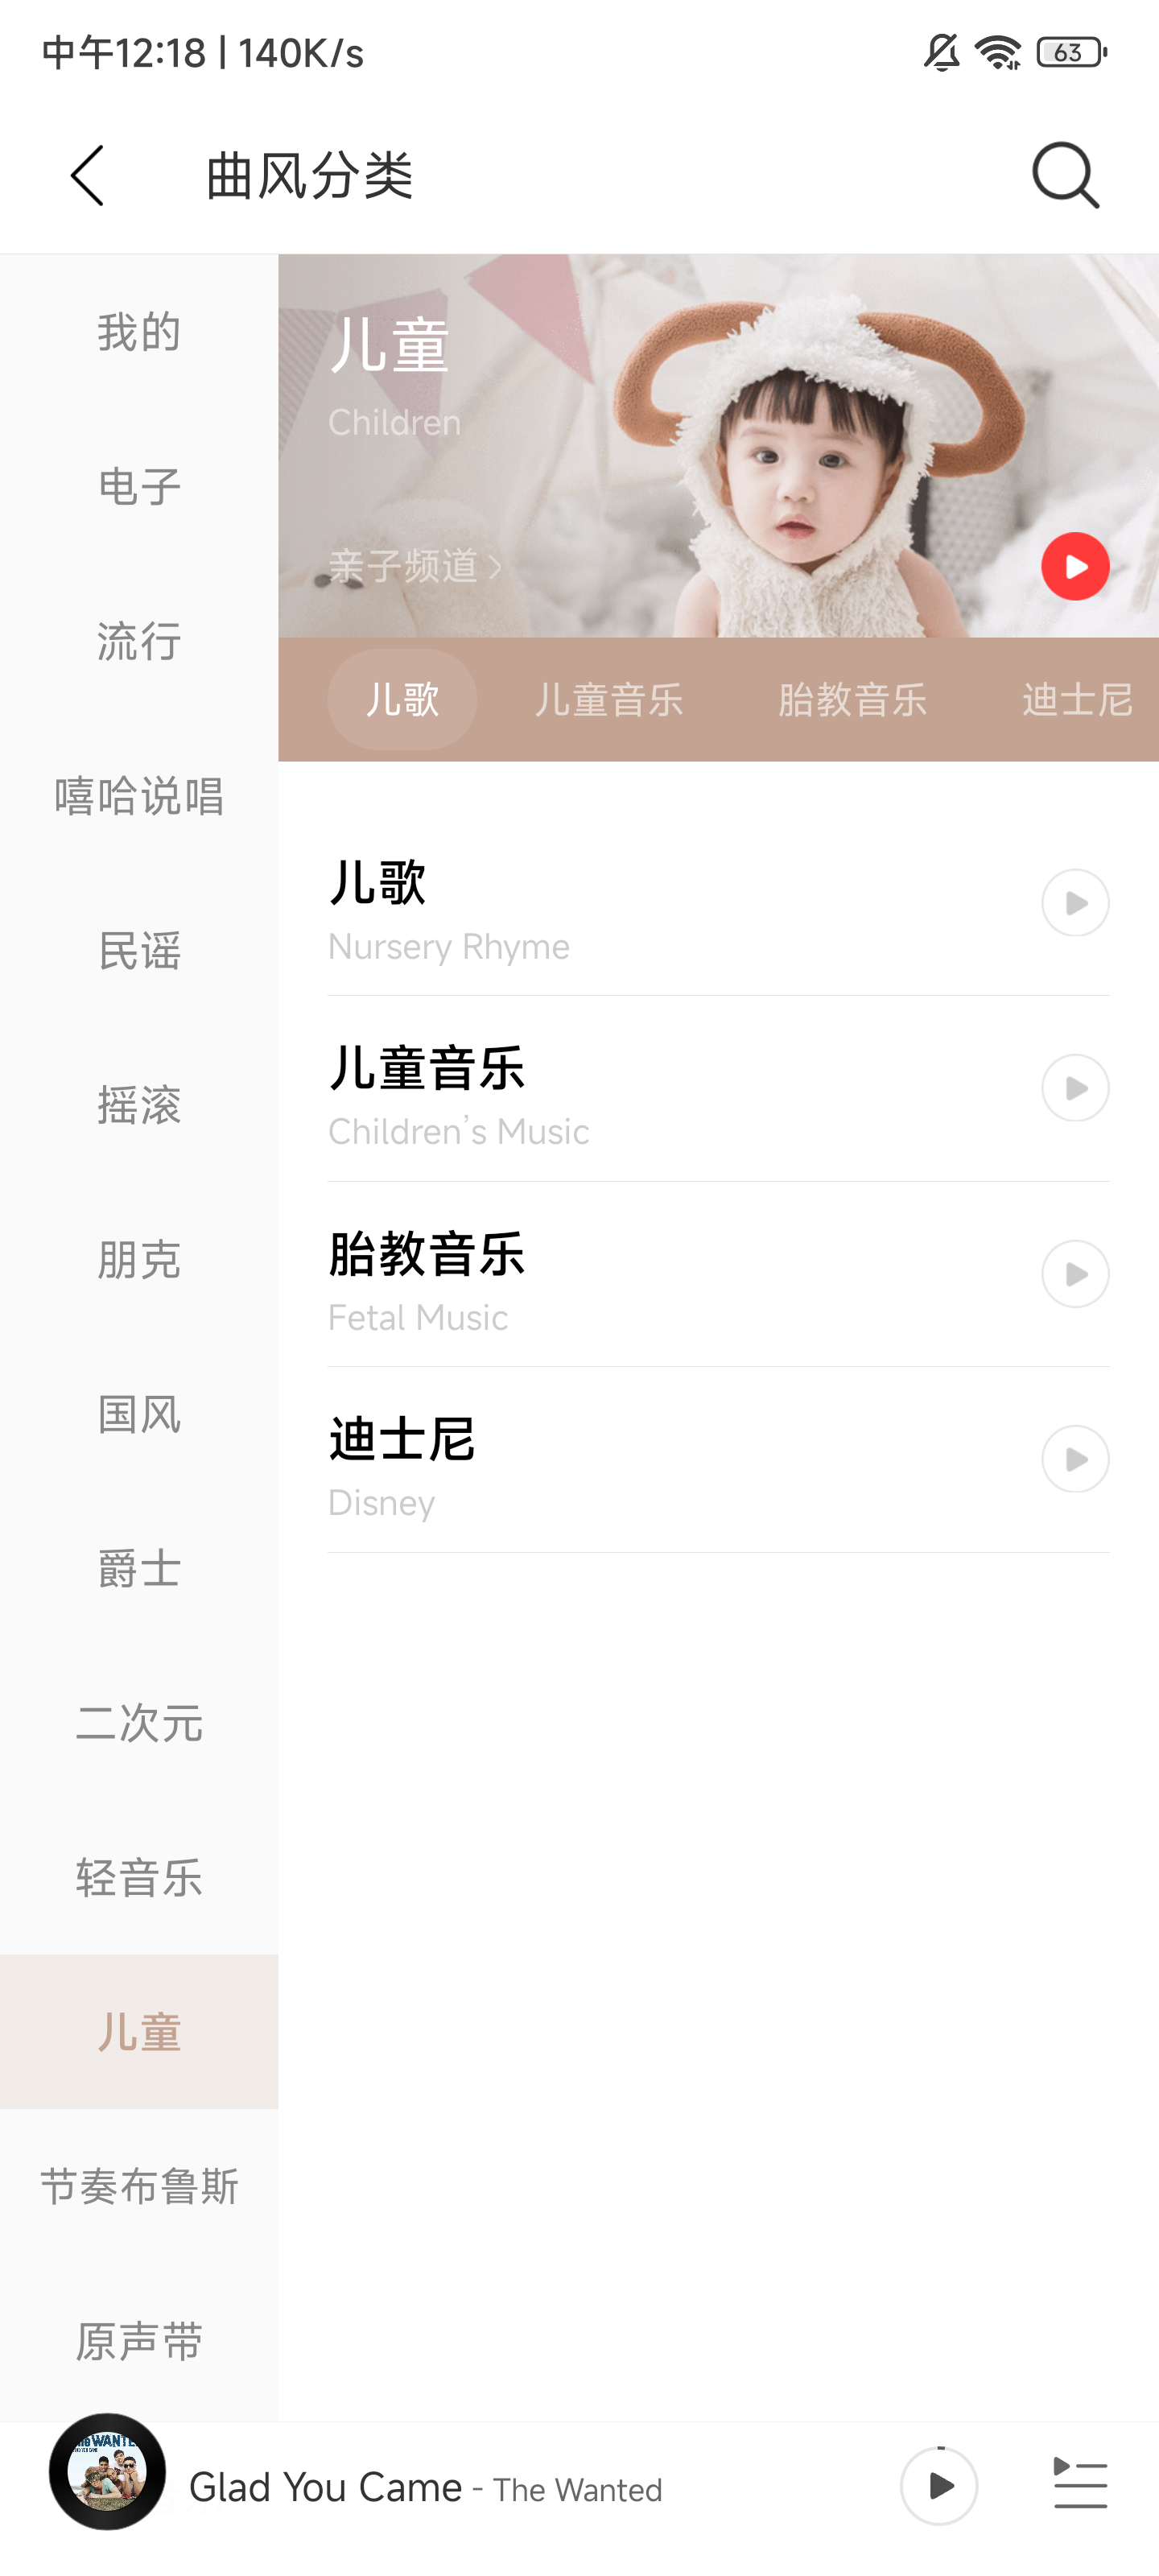 中午12:18 | 140K/s
63
曲风分类
我的
电子
流行
嘻哈说唱
民谣
摇滚
朋克
国风
爵士
二次元
轻音乐
儿童
节奏布鲁斯
原声带
儿童
Children
亲子频道
儿歌 儿童音乐 胎教音乐 迪士尼
儿歌
Nursery Rhyme
儿童音乐
Children's Music
胎教音乐
Fetal Music
迪士尼
Disney
Glad You Came - The Wanted